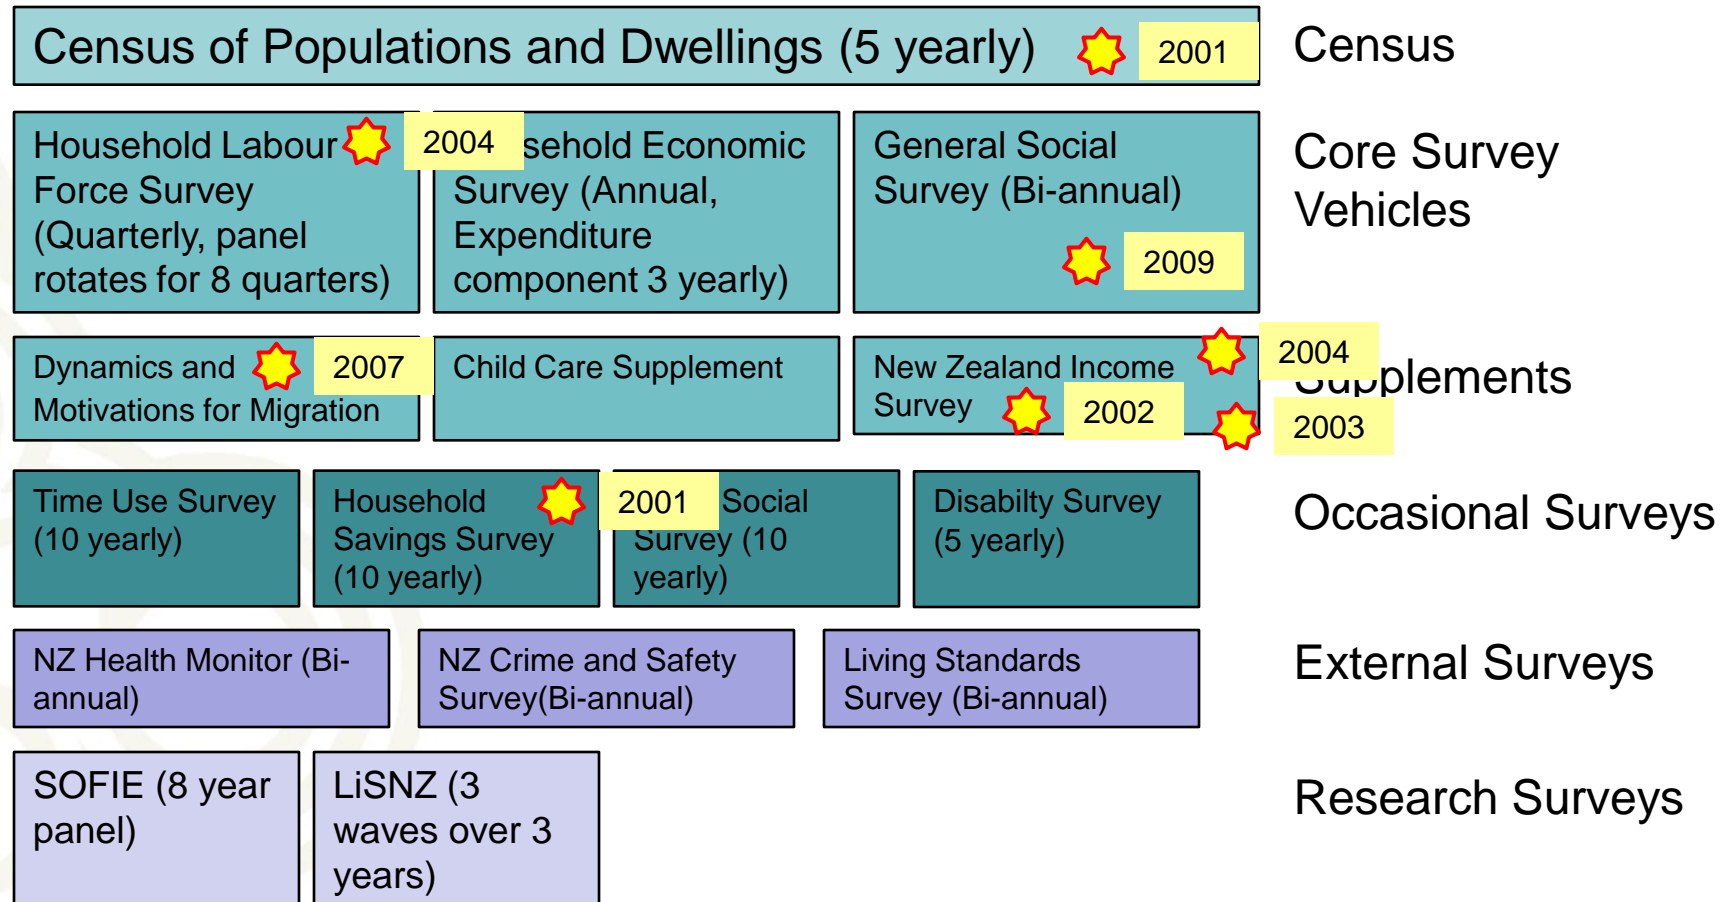 Census of Populations and Dwellings (5 yearly)
2001
Census
Household Labour
Force Survey
(Quarterly, panel
rotates for 8 quarters)
2004
sehold Economic
Survey (Annual,
Expenditure
component 3 yearly)
General Social
Survey (Bi-annual)
2009
Core Survey
Vehicles
Dynamics and
Motivations for Migration
2007
Child Care Supplement
New Zealand Income
Survey
2002
2004
2003
Supplements
Time Use Survey
(10 yearly)
Household
Savings Survey
(10 yearly)
2001
Social
Survey (10
yearly)
Disabilty Survey
(5 yearly)
Occasional Surveys
NZ Health Monitor (Bi-
annual)
NZ Crime and Safety
Survey(Bi-annual)
Living Standards
Survey (Bi-annual)
External Surveys
SOFIE (8 year
panel)
LiSNZ (3
waves over 3
years)
Research Surveys